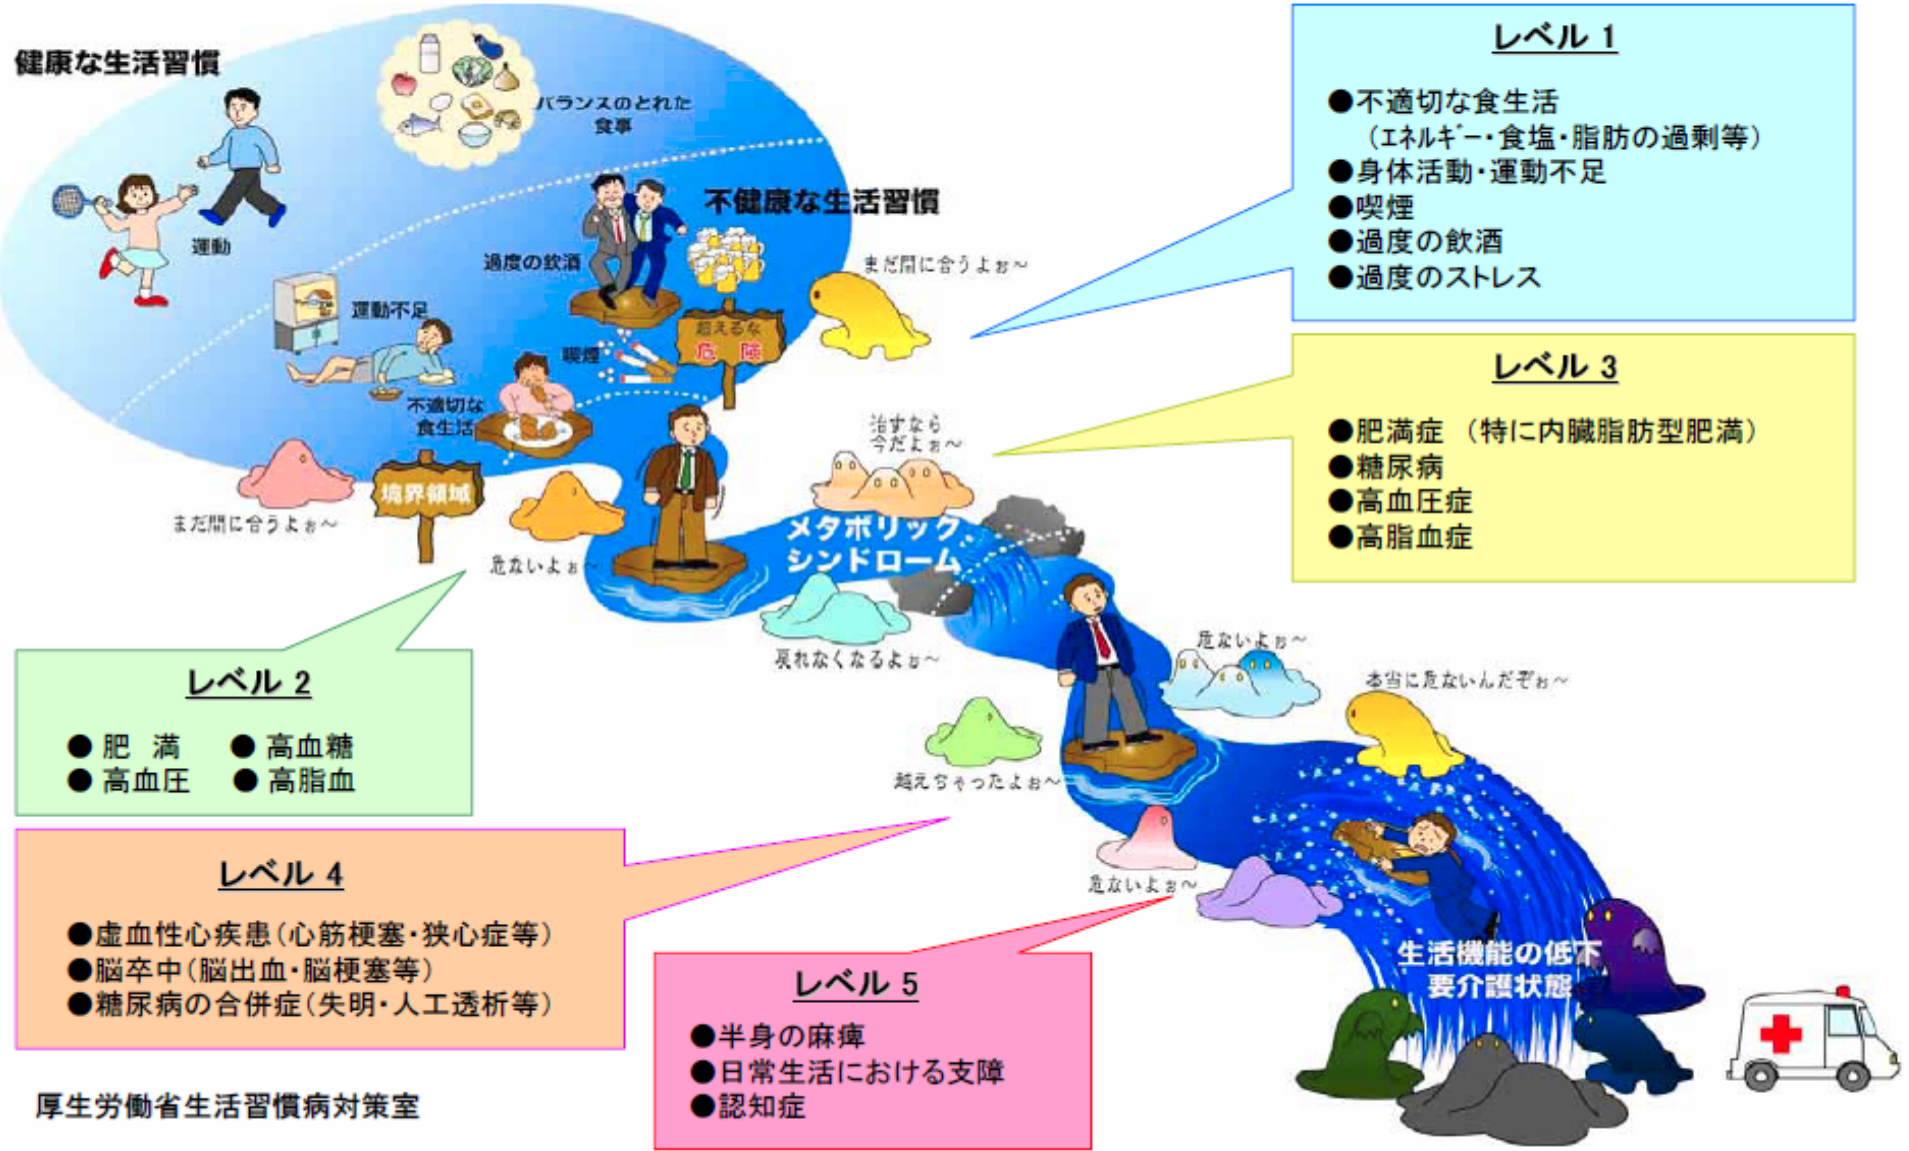 健康な生活習慣
バランスのとれた
食事
運動
不健康な生活習慣
過度の飲酒
運動不足
喫煙
不適切な
食生活
超えるな
危険
まだ間に合うよぉ～
まだ間に合うよぉ～
境界領域
危ないよぉ～
治すなら
今だよぉ～
メタボリック
シンドローム
戻れなくなるよぉ～
危ないよぉ～
本当に危ないんだぞぉ～
越えちゃったよぉ～
危ないよぉ～
生活機能の低下
要介護状態
レベル 1
●不適切な食生活
（エネルギー・食塩・脂肪の過剰等）
●身体活動・運動不足
●喫煙
●過度の飲酒
●過度のストレス
レベル 2
● 肥　満　● 高血糖
● 高血圧　● 高脂血
レベル 3
●肥満症　（特に内臓脂肪型肥満）
●糖尿病
●高血圧症
●高脂血症
レベル 4
●虚血性心疾患（心筋梗塞・狭心症等）
●脳卒中（脳出血・脳梗塞等）
●糖尿病の合併症（失明・人工透析等）
レベル 5
●半身の麻痺
●日常生活における支障
●認知症
厚生労働省生活習慣病対策室